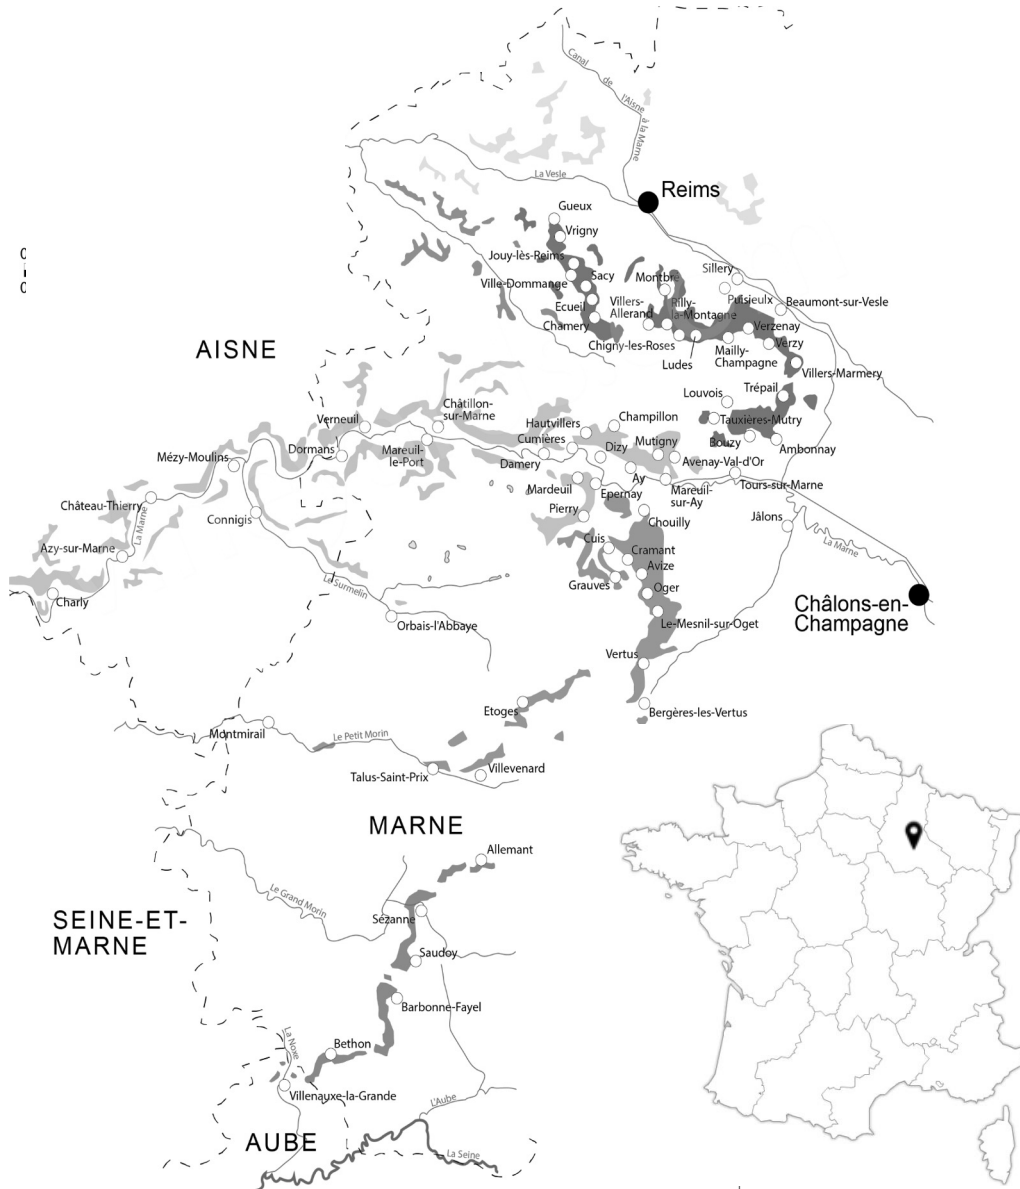 Canal
de
l'Aisne
à la Marne
La Vesle
Reims
Gueux
Vrigny
Jouy-lès-Reims
Sacy
Ville-Dommange
Ecueil
Chamery
Montbré
Sillery
Puisieulx
Beaumont-sur-Vesle
Villers-
Allerand
Rilly-
la-Montagne
Verzenay
Chigny-les-Roses
Ludes
Mailly-
Champagne
Verzy
Villers-Marmery
AISNE
Louvois
Trépail
Tauxières-Mutry
Bouzy
Ambonnay
Verneuil
Châtillon-
sur-Marne
Hautvillers
Champillon
Cumières
Dizy
Mutigny
Mézy-Moulins
Dormans
Mareuil-
le-Port
Damery
Avenay-Val-d'Or
Ay
Mareuil-
sur-Ay
Tours-sur-Marne
Mardeuil
Epernay
Château-Thierry
La Marne
Connigis
Pierry
Chouilly
Jâlons
La Marne
Azy-sur-Marne
Cuis
Cramant
Avize
Grauves
Oger
Charly
La Surmelin
Orbais-l'Abbaye
Le-Mesnil-sur-Oget
Châlons-en-
Champagne
Vertus
Etoges
Bergères-les-Vertus
Montmirail
Le Petit Morin
Talus-Saint-Prix
Villevenard
MARNE
Allemant
Le Grand Morin
Sézanne
SEINE-ET-
MARNE
Saudoy
Barbonne-Fayel
La Noxe
Bethon
Villenauxe-la-Grande
L'Aube
AUBE
La Seine